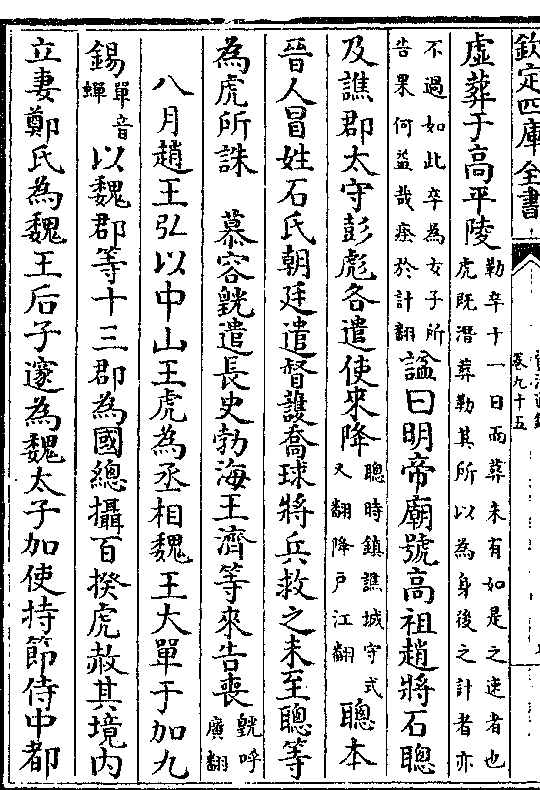 欽定四庫全書
卷九十五
虛葬于高平陵
勒卒十一日而葬未有如是之速者也
虎既潛葬勒其所以為身後之計者亦
不過如此卒為女子所
告果何益哉瘞於計翻
諡曰明帝廟號高祖趙將石聰
及譙郡太守彭彪各遣使來降
聰時鎮譙城守式
又翻降戶江翻
聰本
晉人冒姓石氏朝廷遣督護喬球將兵救之未至聰等
為虎所誅 慕容皝遣長史勃海王濟等來告喪
皝呼
廣翻
八月趙王弘以中山王虎為丞相魏王大單于加九
錫
單音
蟬
以魏郡等十三郡為國總攝百揆虎赦其境內
立妻鄭氏為魏王后子邃為魏太子加使持節侍中都